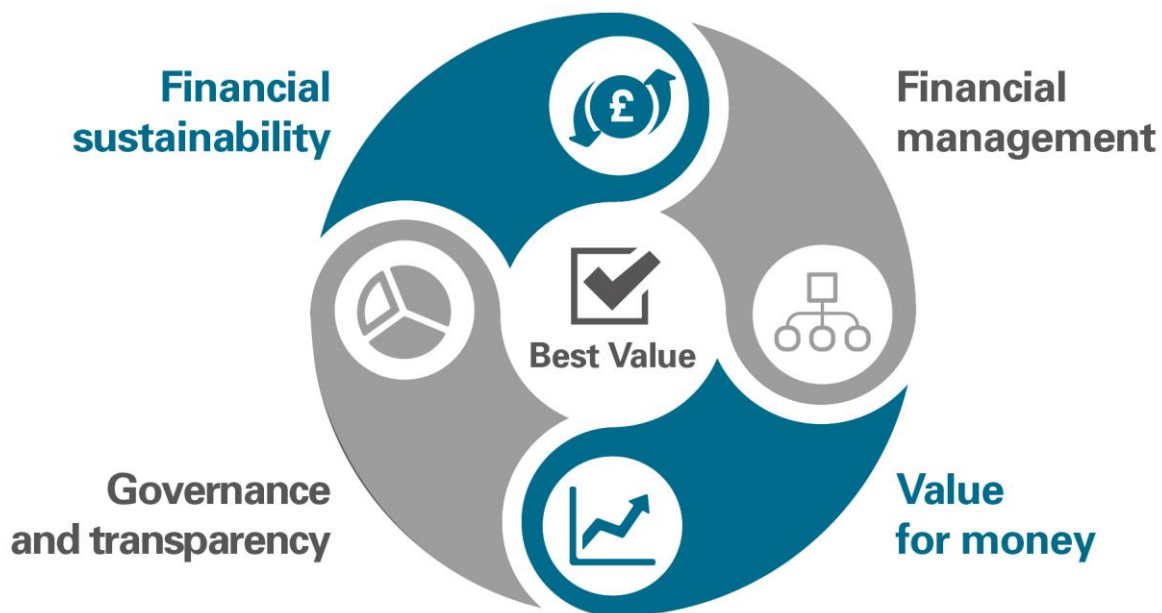 Financial
sustainability
£
Financial
management
Best Value
Governance
and transparency
Value
for money